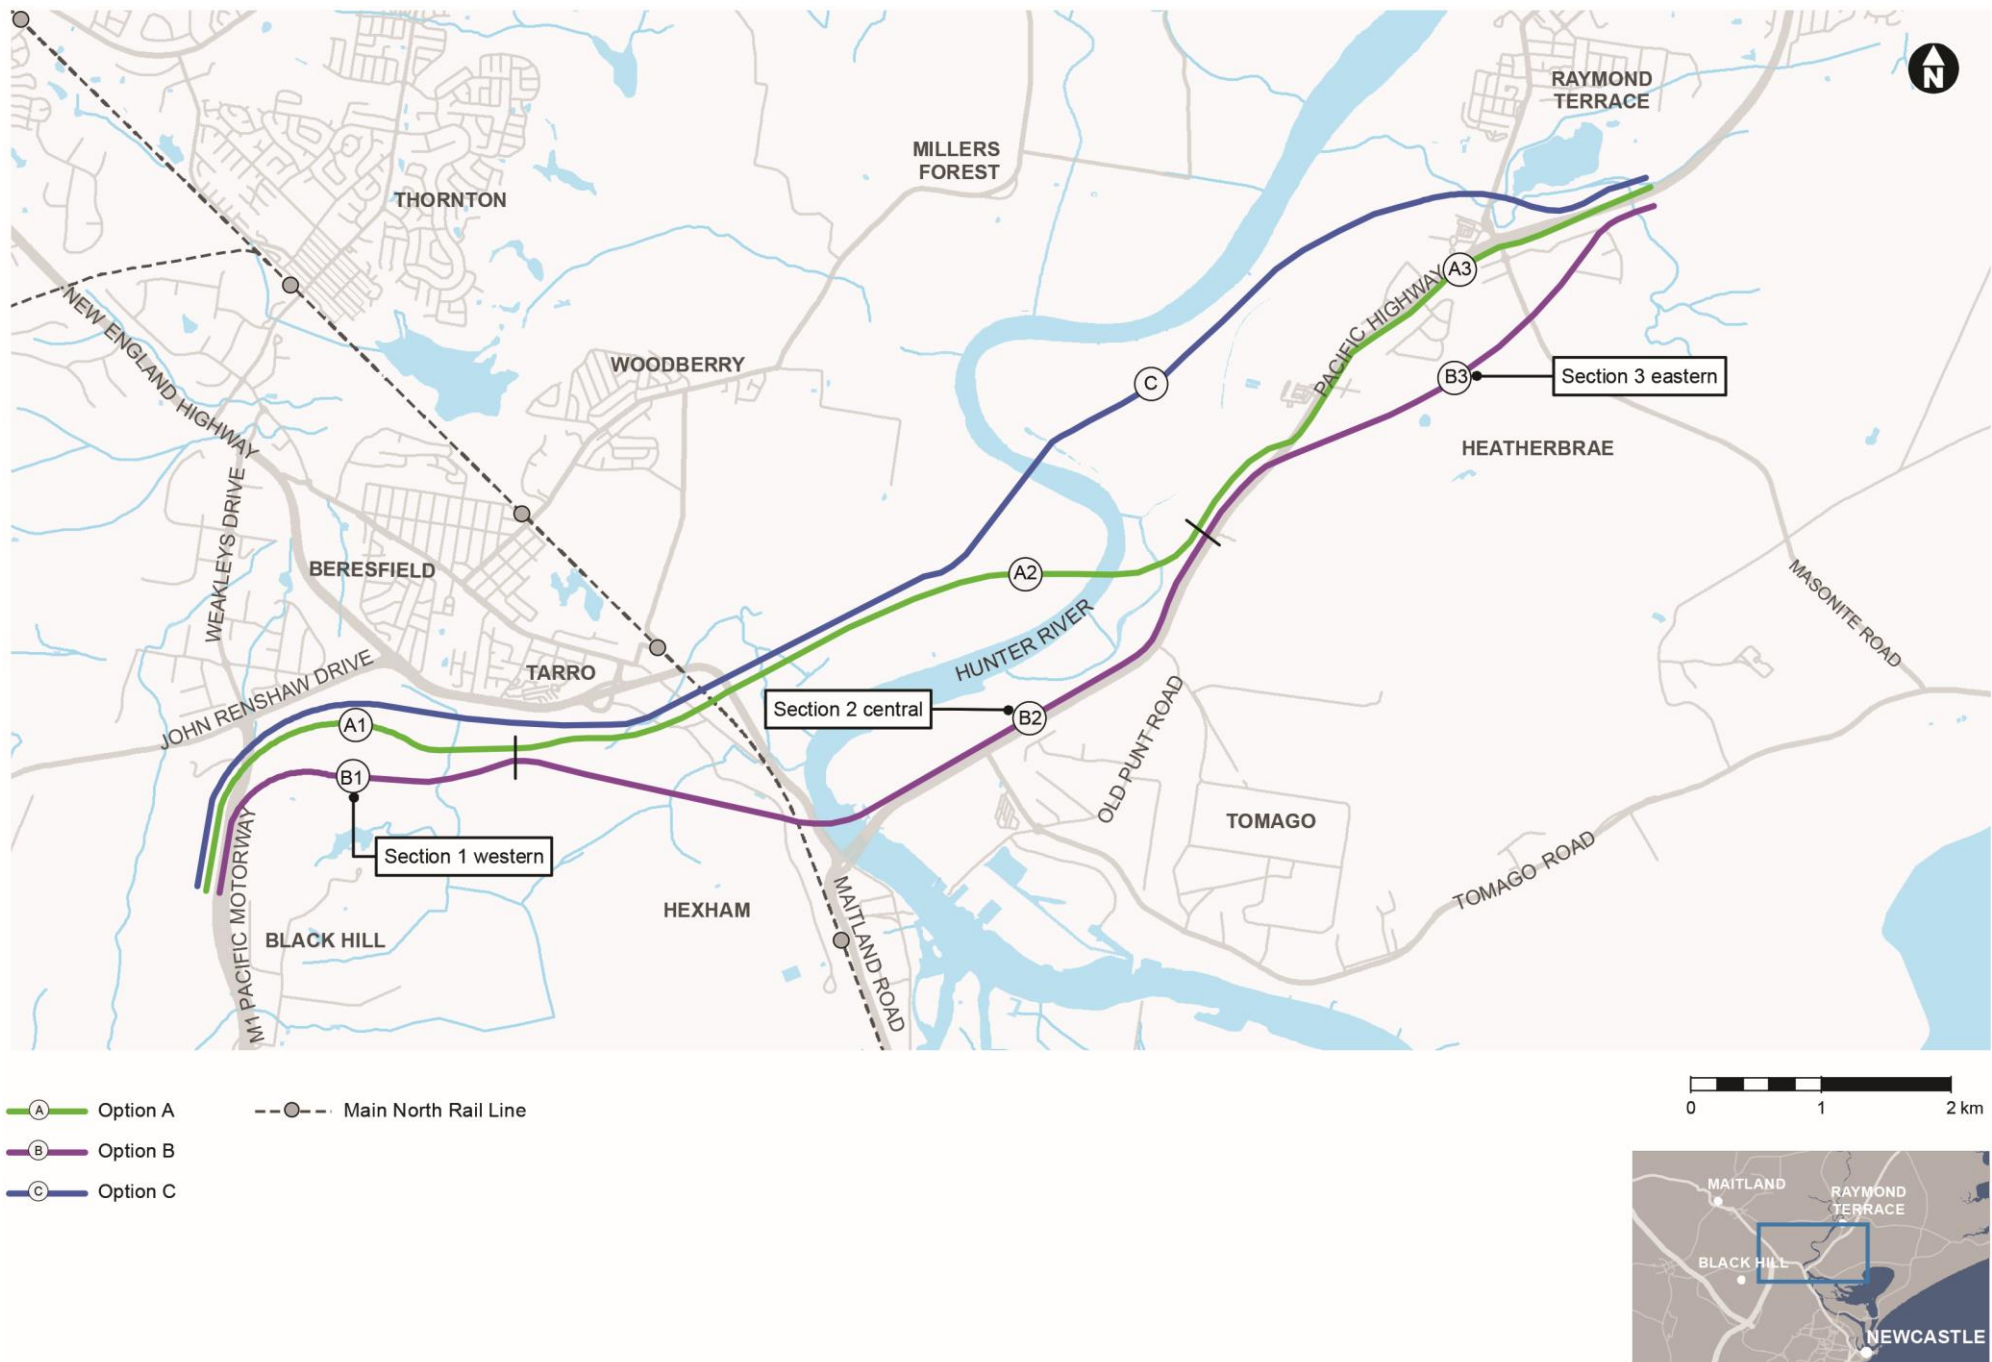 N
RAYMOND
TERRACE
MILLERS
FOREST
THORNTON
A3
PACIFIC HIGHWAY
NEW ENGLAND HIGHWAY
WOODBERRY
C
B3
Section 3 eastern
HEATHERBRAE
WEAKLEYS DRIVE
BERESFIELD
A2
MASONITE ROAD
HUNTER RIVER
TARRO
JOHN RENSHAW DRIVE
Section 2 central
B2
A1
B1
OLD PUNT ROAD
TOMAGO
Section 1 western
TOMAGO ROAD
M1 PACIFIC MOTORWAY
HEXHAM
MAITLAND ROAD
BLACK HILL
A Option A
Main North Rail Line
B Option B
C Option C
0 1 2 km
MAITLAND
RAYMOND
TERRACE
BLACK HILL
NEWCASTLE